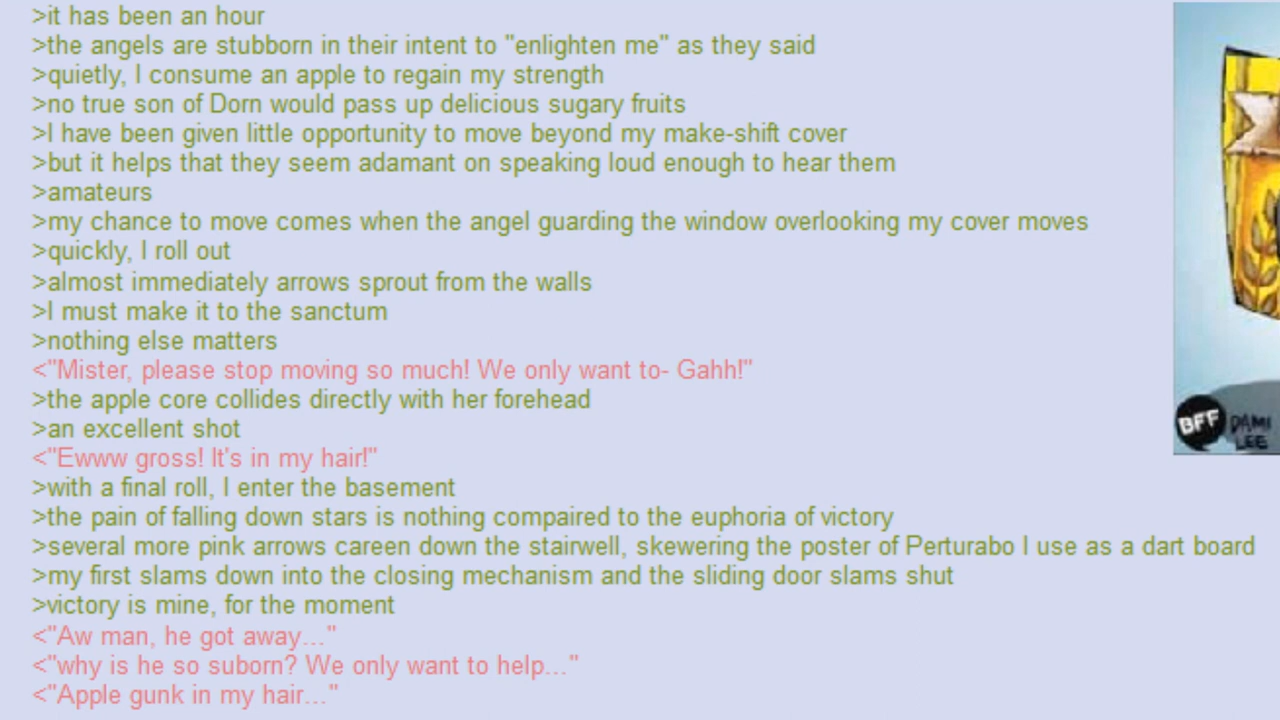 >it has been an hour
>the angels are stubborn in their intent to "enlighten me" as they said
>quietly, I consume an apple to regain my strength
>no true son of Dorn would pass up delicious sugary fruits
>I have been given little opportunity to move beyond my make-shift cover
>but it helps that they seem adamant on speaking loud enough to hear them
>amateurs
>my chance to move comes when the angel guarding the window overlooking my cover moves
>quickly, I roll out
>almost immediately arrows sprout from the walls
>I must make it to the sanctum
>nothing else matters
<"Mister, please stop moving so much! We only want to- Gahh!"
>the apple core collides directly with her forehead
>an excellent shot
<"Ewww gross! It's in my hair!"
>with a final roll, I enter the basement
>the pain of falling down stars is nothing compaired to the euphoria of victory
>several more pink arrows careen down the stairwell, skewering the poster of Perturabo I use as a dart board
>my first slams down into the closing mechanism and the sliding door slams shut
>victory is mine, for the moment
<"Aw man, he got away..."
<"why is he so suborn? We only want to help..."
<"Apple gunk in my hair..."
BFF
DAMI
LEE